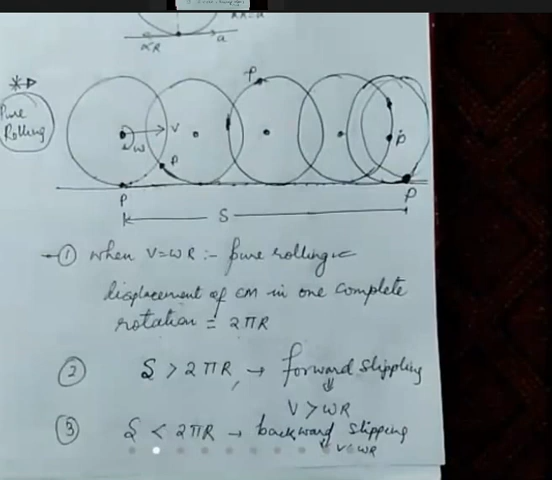 αR a
Pure
Rolling
P
v
ω
P
P
P
P
S
① when V=ωR :- Pure rolling
displacement of CM in one complete
rotation = 2πR
② S > 2πR, → forward slippling
V > ωR
③ S < 2πR → backward slipping
V<ωR